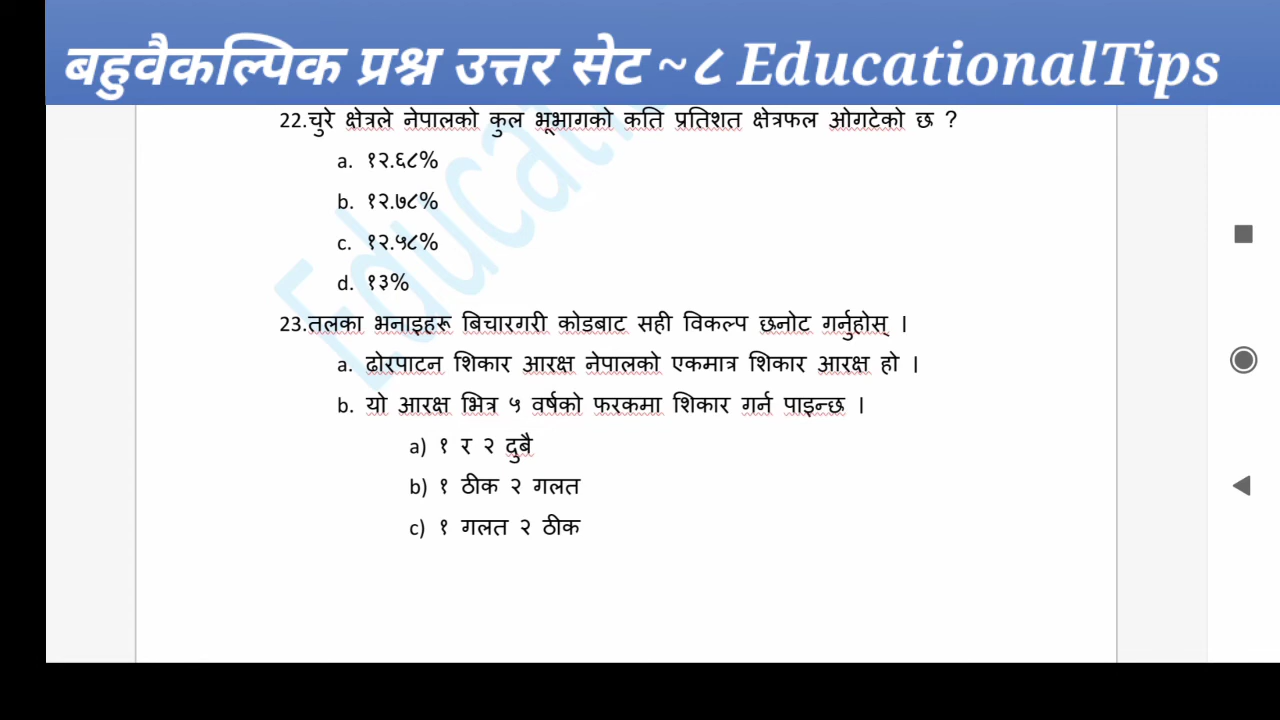 बहुवैकल्पिक प्रश्न उत्तर सेट ~८ EducationalTips
22.चुरे क्षेत्रले नेपालको कुल भूभागको कति प्रतिशत क्षेत्रफल ओगटेको छ ?
a. १२.६८%
b. १२.७८%
c. १२.५८%
d. १३%
23.तलका भनाइहरू बिचारगरी कोडबाट सही विकल्प छनोट गर्नुहोस् ।
a. ढोरपाटन शिकार आरक्ष नेपालको एकमात्र शिकार आरक्ष हो ।
b. यो आरक्ष भित्र ५ वर्षको फरकमा शिकार गर्न पाइन्छ ।
a) १ र २ दुबै
b) १ ठीक २ गलत
c) १ गलत २ ठीक